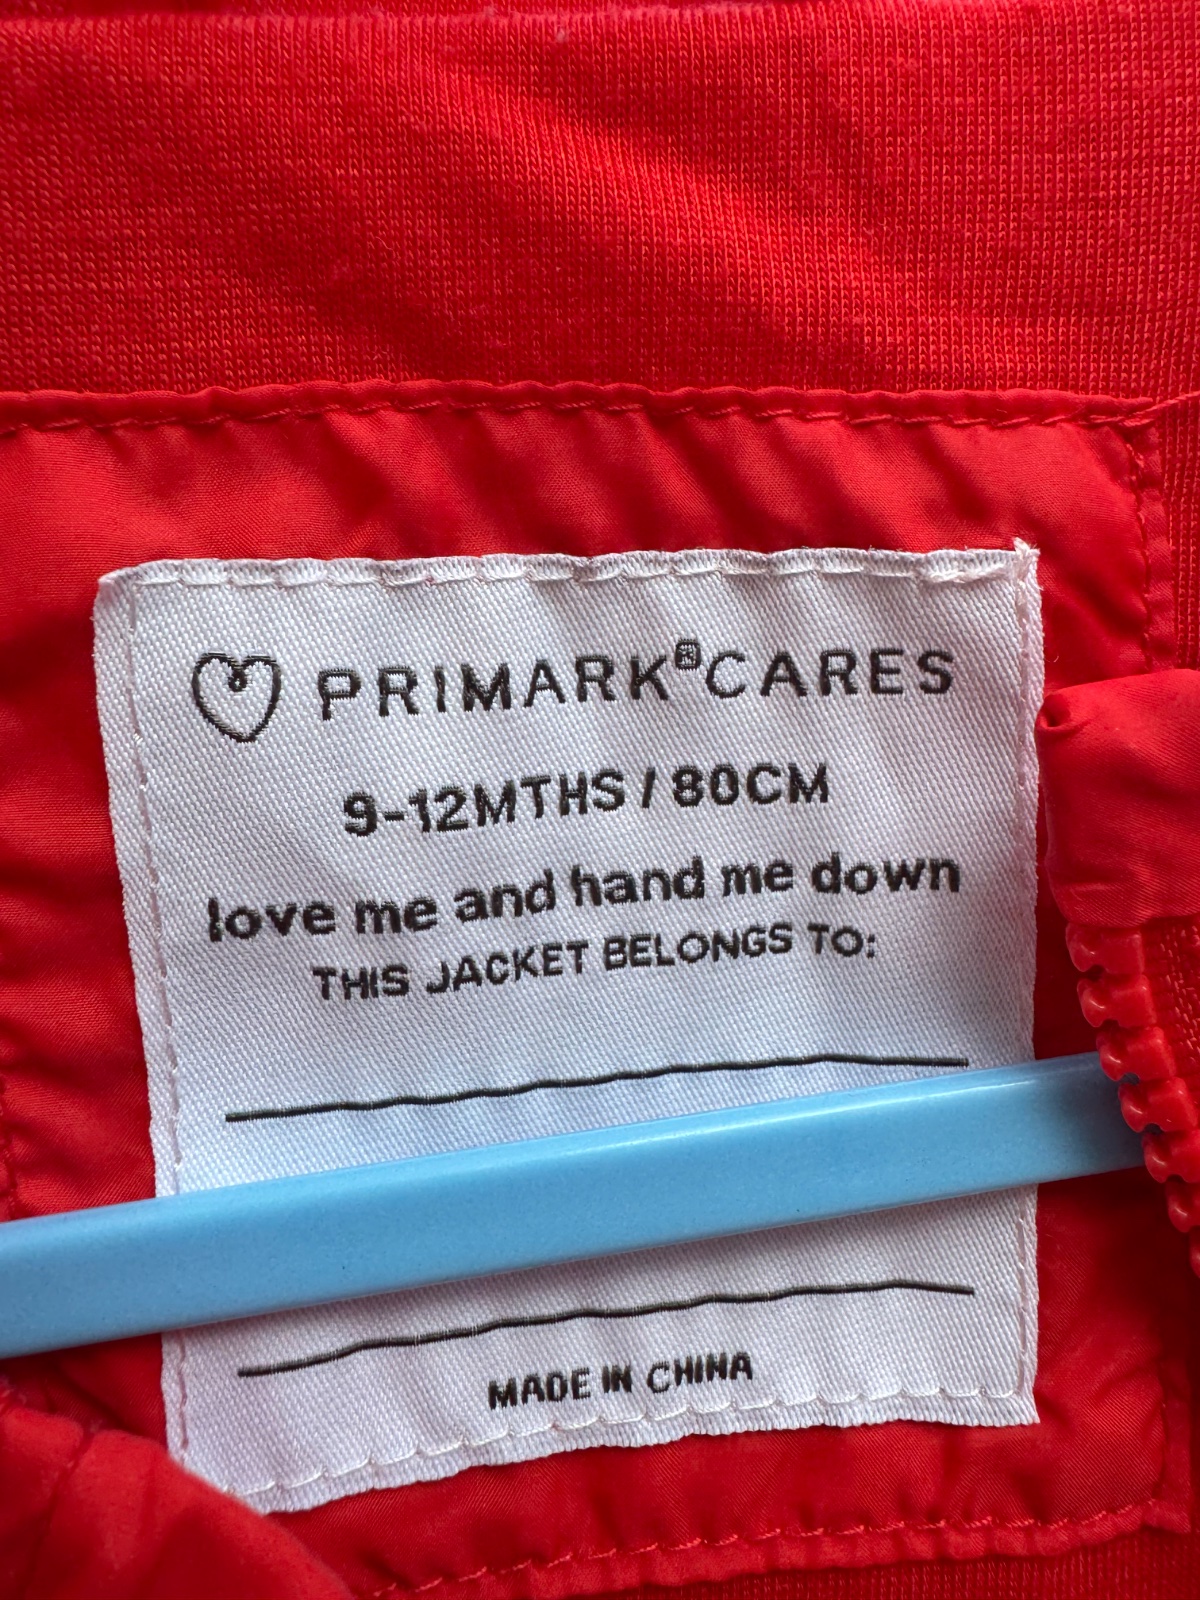 PRIMARK®CARES
9-12MTHS / 80CM
love me and hand me down
THIS JACKET BELONGS TO:
MADE IN CHINA